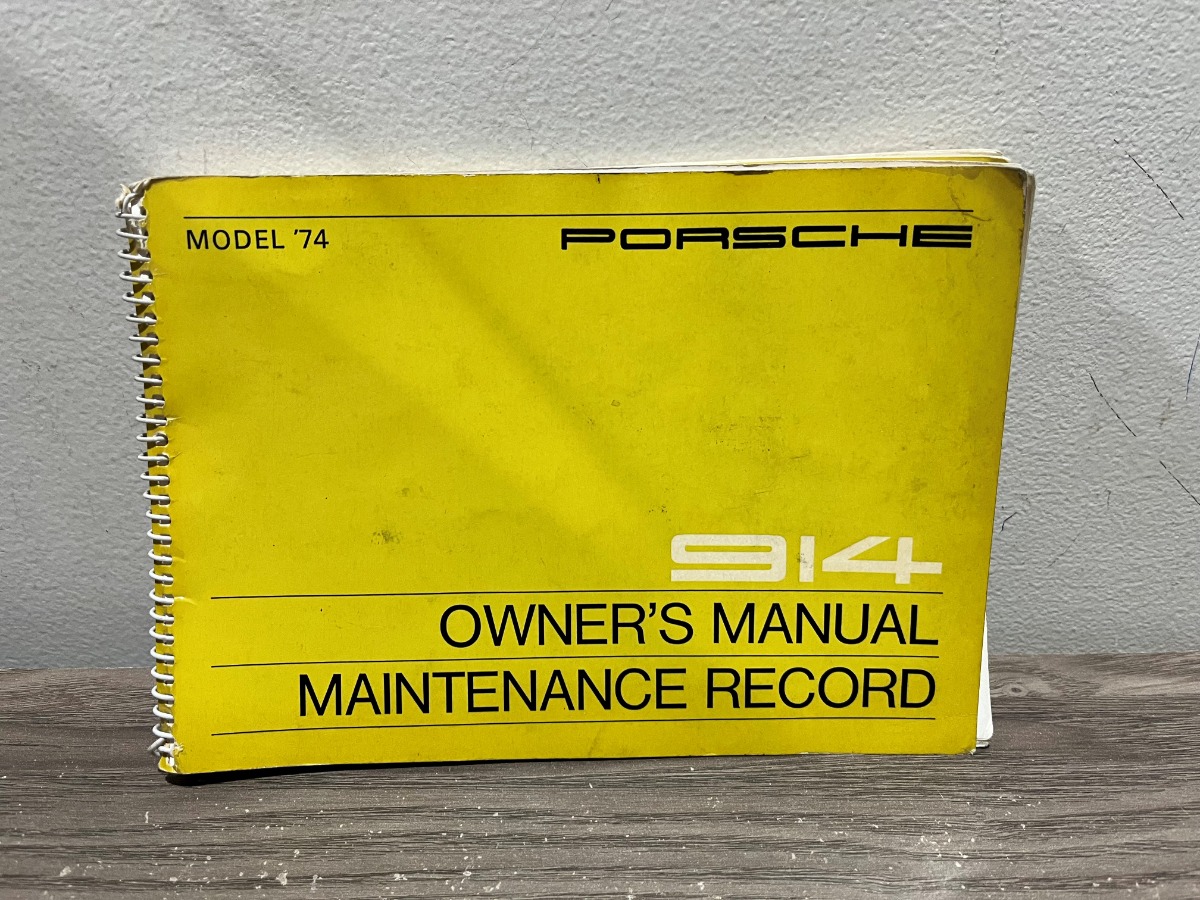 MODEL '74 PORSCHE
914
OWNER'S MANUAL
MAINTENANCE RECORD